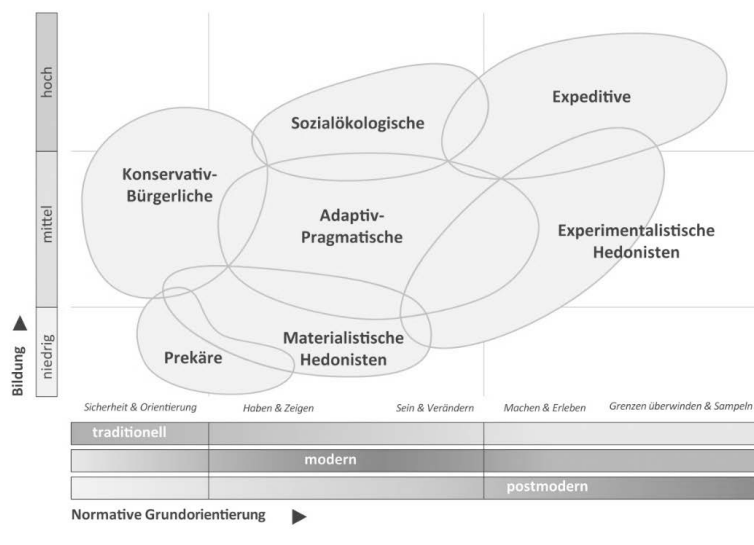 hoch
mittel
niedrig
Bildung
Expeditive
Sozialökologische
Konservativ-
Bürgerliche
Adaptiv-
Pragmatische
Experimentalistische
Hedonisten
Materialistische
Hedonisten
Prekäre
Sicherheit & Orientierung
Haben & Zeigen
Sein & Verändern
Machen & Erleben
Grenzen überwinden & Sampeln
traditionell
modern
postmodern
Normative Grundorientierung